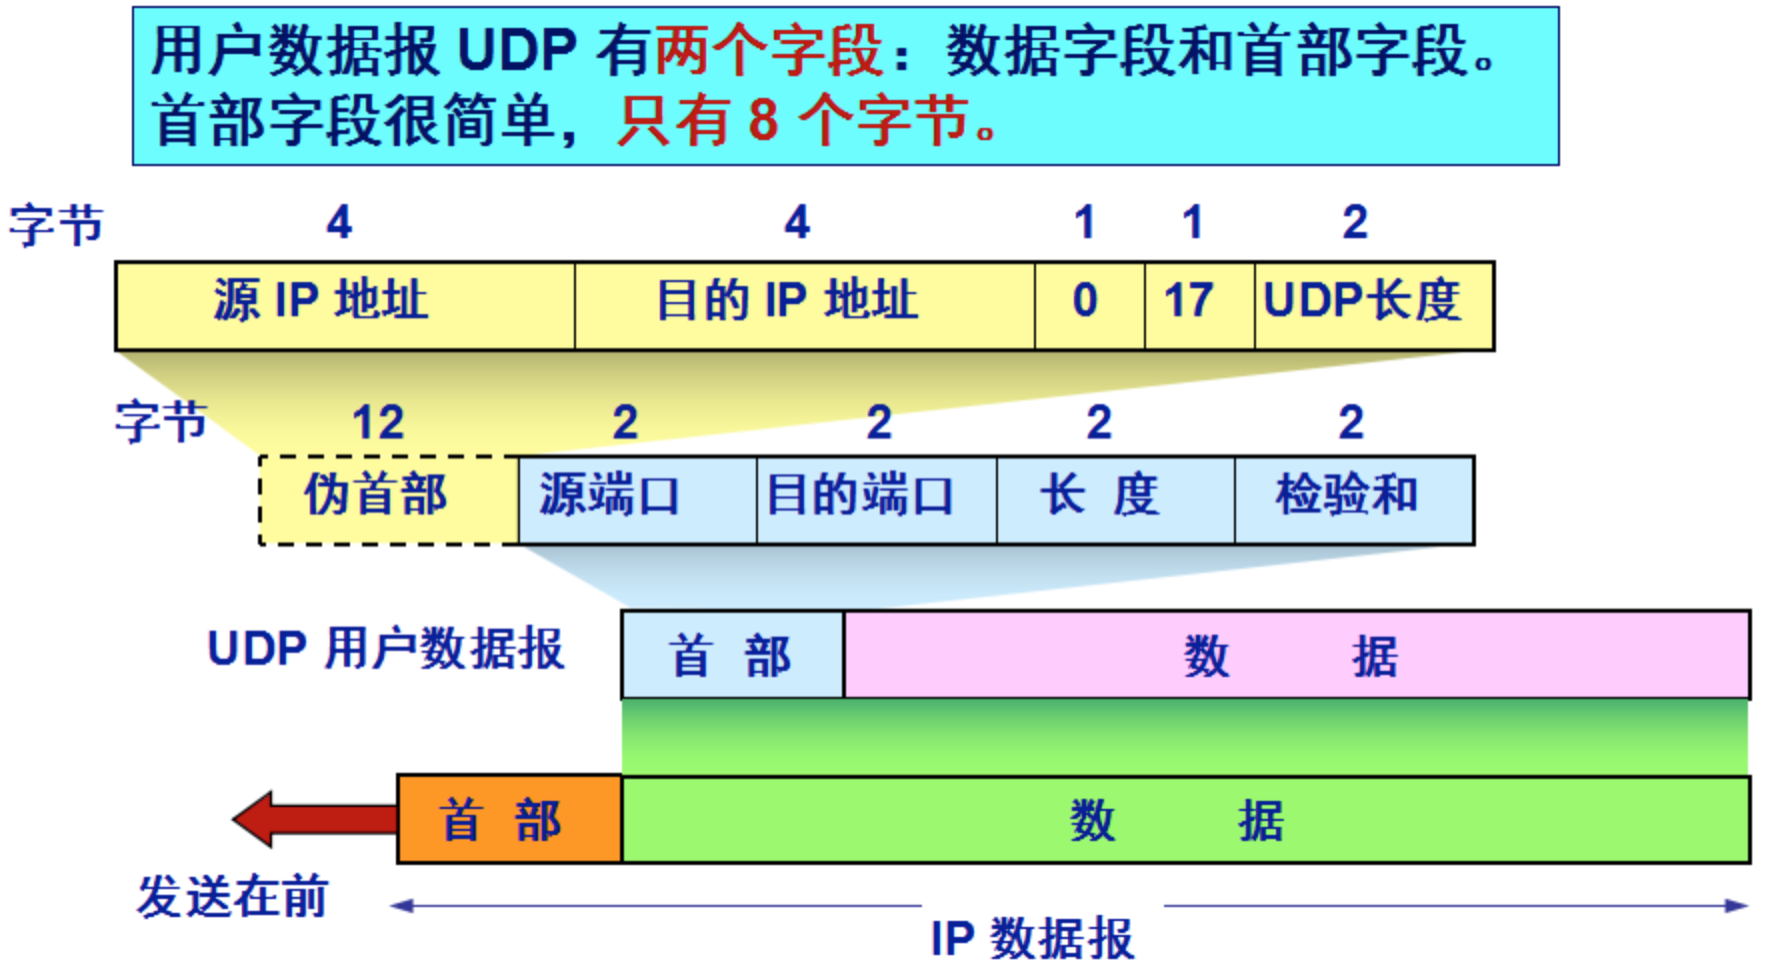 用户数据报 UDP 有两个字段：数据字段和首部字段。
首部字段很简单，只有 8 个字节。
字节 4 4 1 1 2
源 IP 地址 目的 IP 地址 0 17 UDP长度
字节 12 2 2 2 2
伪首部 源端口 目的端口 长 度 检验和
UDP 用户数据报 首 部 数 据
首 部 数 据
发送在前
IP 数据报